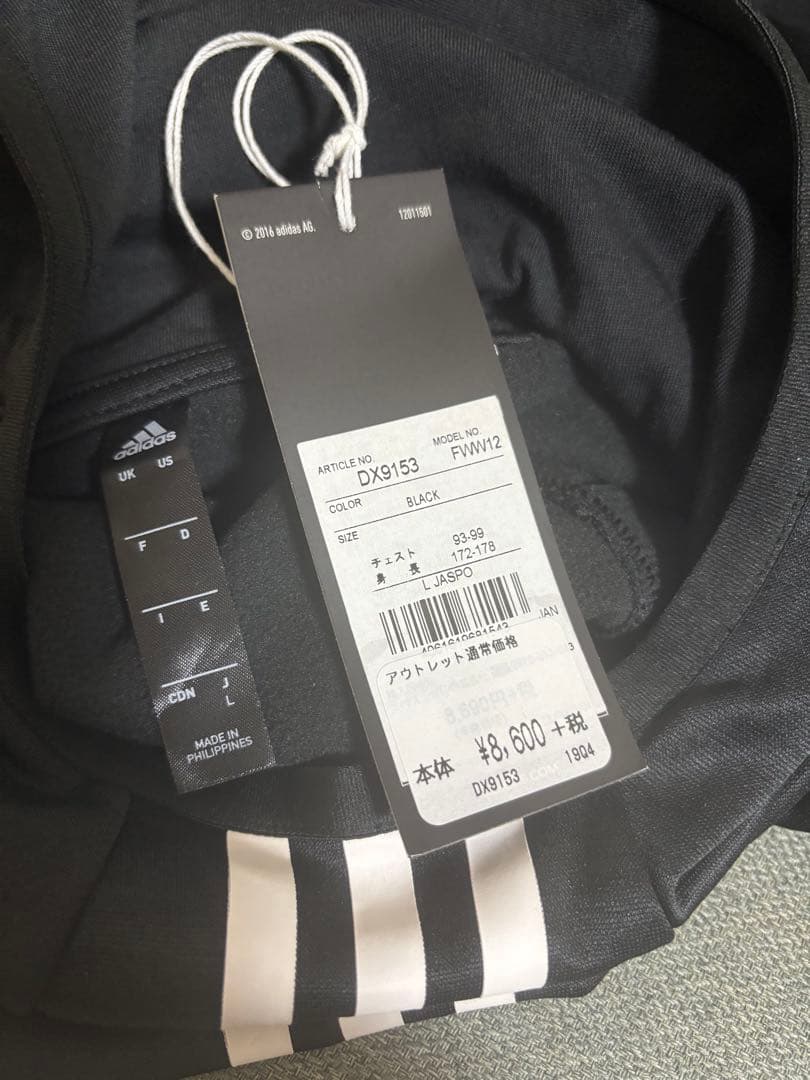 © 2016 adidas AG.
12011501
ARTICLE NO.
MODEL NO.
DX9153
FWW12
COLOR
BLACK
SIZE
チェスト 93-99
身長 172-178
L JASPO
JAN
アウトレット通常価格
本体 ¥8,600 +税
DX9153
19Q4
adidas
UK US
F D
I E
CDN J
L
MADE IN
PHILIPPINES